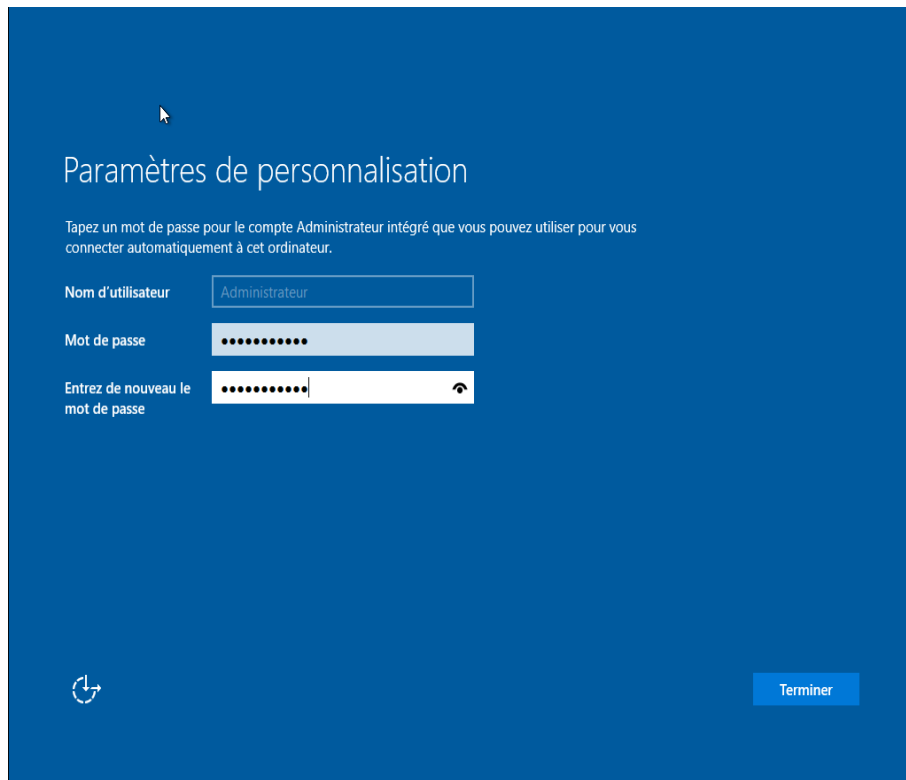 Paramètres de personnalisation
Tapez un mot de passe pour le compte Administrateur intégré que vous pouvez utiliser pour vous
connecter automatiquement à cet ordinateur.
Nom d'utilisateur
Administrateur
Mot de passe
•••••••••••
Entrez de nouveau le
mot de passe
•••••••••••
Terminer